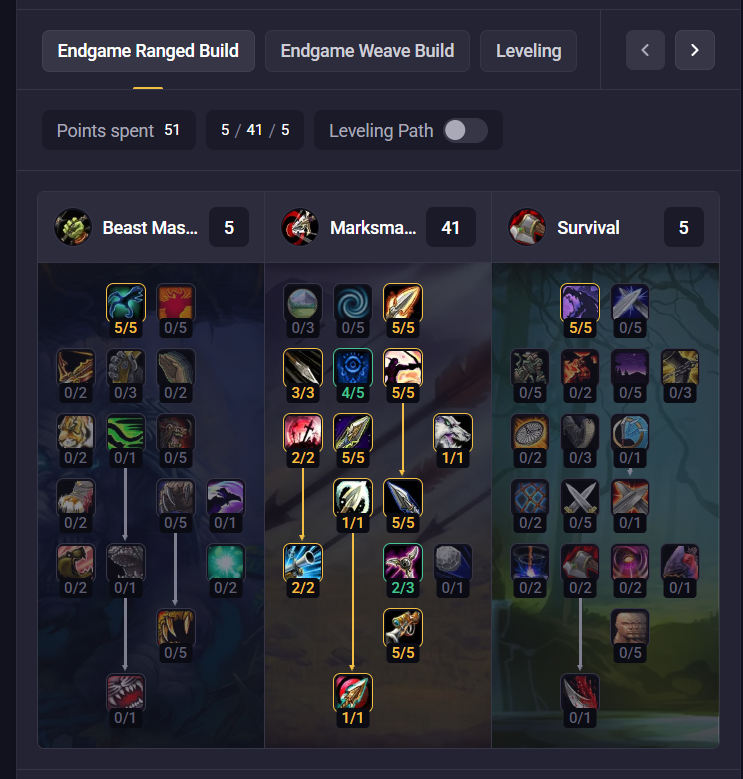 Endgame Ranged Build Endgame Weave Build Leveling
Points spent 51 5 / 41 / 5 Leveling Path
Beast Mas... 5 Marksma... 41 Survival 5
5/5 0/5 0/3 0/5 5/5 5/5 0/5
0/2 0/3 0/2 3/3 4/5 5/5 0/5 0/2 0/5 0/3
0/2 0/1 0/5 2/2 5/5 1/1 0/2 0/3 0/1
0/2 0/5 0/1 1/1 5/5 0/2 0/5 0/1
0/2 0/1 0/2 2/2 2/3 0/1 0/2 0/2 0/2 0/1
0/5 5/5 0/5
0/1 1/1 0/1